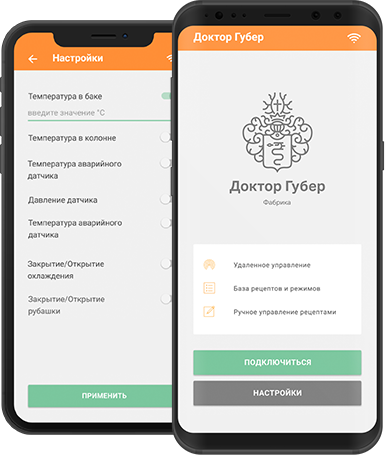 Настройки
Температура в баке
введите значение °C
Температура в колонне
Температура аварийного
датчика
Давление датчика
Температура аварийного
датчика
Закрытие/Открытие
охлаждения
Закрытие/Открытие
рубашки
ПРИМЕНИТЬ
Доктор Губер
Доктор Губер
Фабрика
Удаленное управление
База рецептов и режимов
Ручное управление рецептами
ПОДКЛЮЧИТЬСЯ
НАСТРОЙКИ